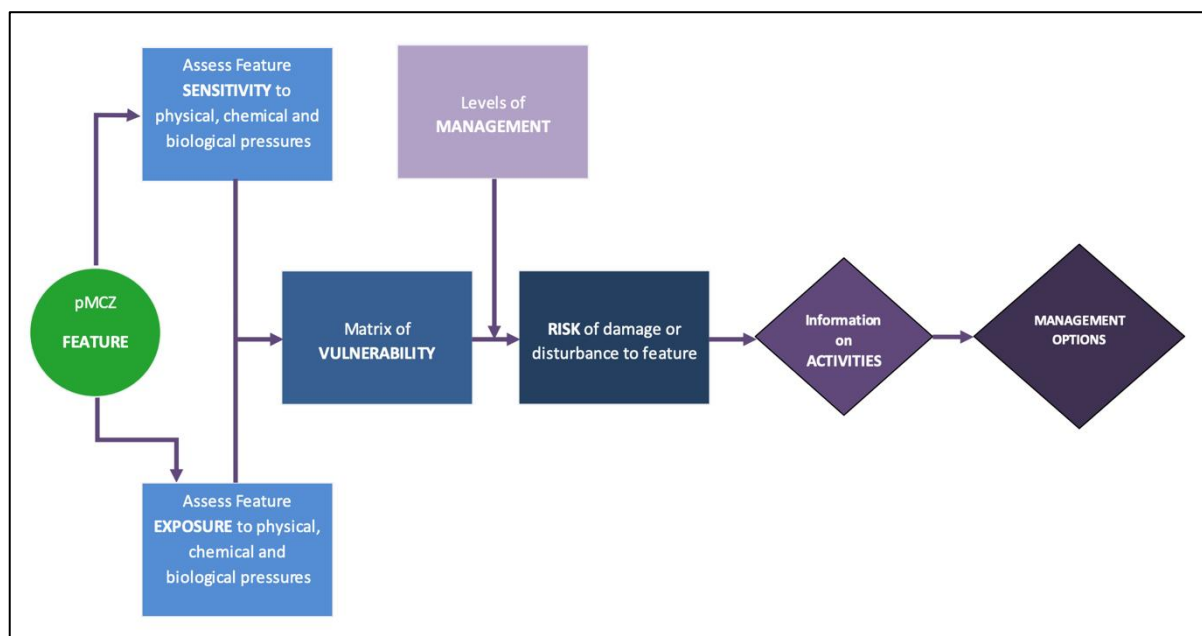 Assess Feature
SENSITIVITY to
physical, chemical and
biological pressures
Levels of
MANAGEMENT
pMCZ
FEATURE
Matrix of
VULNERABILITY
RISK of damage or
disturbance to feature
Information
on
ACTIVITIES
MANAGEMENT
OPTIONS
Assess Feature
EXPOSURE to physical,
chemical and
biological pressures